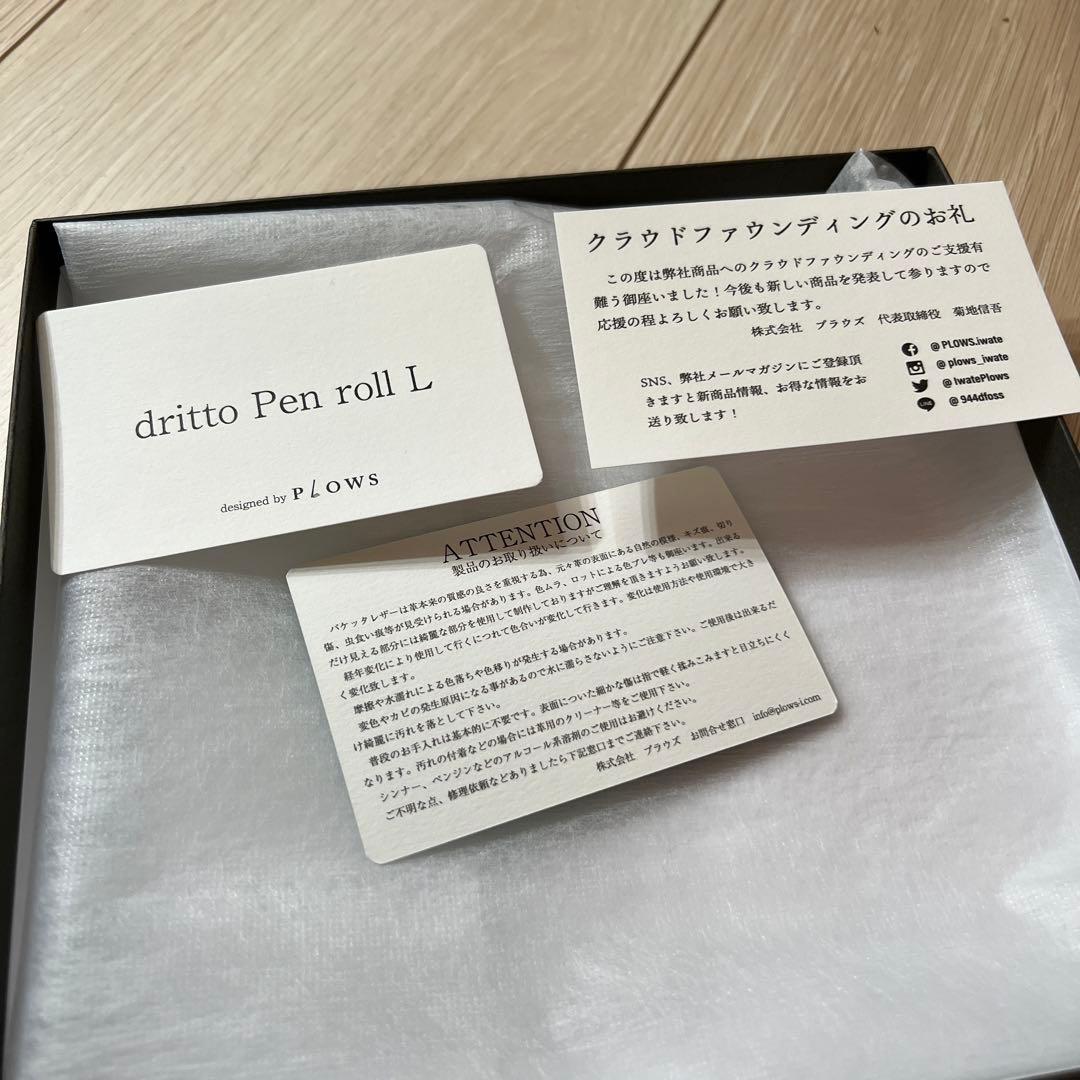 dritto Pen roll L
designed by PLOWS
クラウドファウンディングのお礼
この度は弊社商品へのクラウドファウンディングのご支援有
難う御座いました！今後も新しい商品を発表して参りますので
応援の程よろしくお願い致します。
株式会社　プラウズ　代表取締役　菊地信吾
SNS、弊社メールマガジンにご登録頂
きますと新商品情報、お得な情報をお
送り致します！
@PLOWS.iwate
@plows_iwate
@IwatePlows
LINE @944dfoss
ATTENTION
製品のお取り扱いについて
バケッタレザーは革本来の質感の良さを重視する為、元々革の表面にある自然の模様、キズ痕、切り
傷、虫食い痕等が見受けられる場合があります。色ムラ、ロットによる色ブレ等も御座います。出来る
だけ見える部分には綺麗な部分を使用して制作しておりますがご理解を頂きますようお願い致します。
経年変化により使用して行くにつれて色合いが変化して行きます。変化は使用方法や使用環境で大き
く変化致します。
摩擦や水濡れによる色落ちや色移りが発生する場合があります。
変色やカビの発生原因になる事があるので水に濡らさないようにご注意下さい。ご使用後は出来るだ
け綺麗に汚れを落として下さい。
普段のお手入れは基本的に不要です。表面についた細かな傷は指で軽く揉みこみますと目立ちにくく
なります。汚れの付着などの場合には革用のクリーナー等をご使用下さい。
シンナー、ベンジンなどのアルコール系溶剤のご使用はお避けください。
ご不明な点、修理依頼などありましたら下記窓口までご連絡下さい。
株式会社　プラウズ　お問合せ窓口　info@plows-i.com